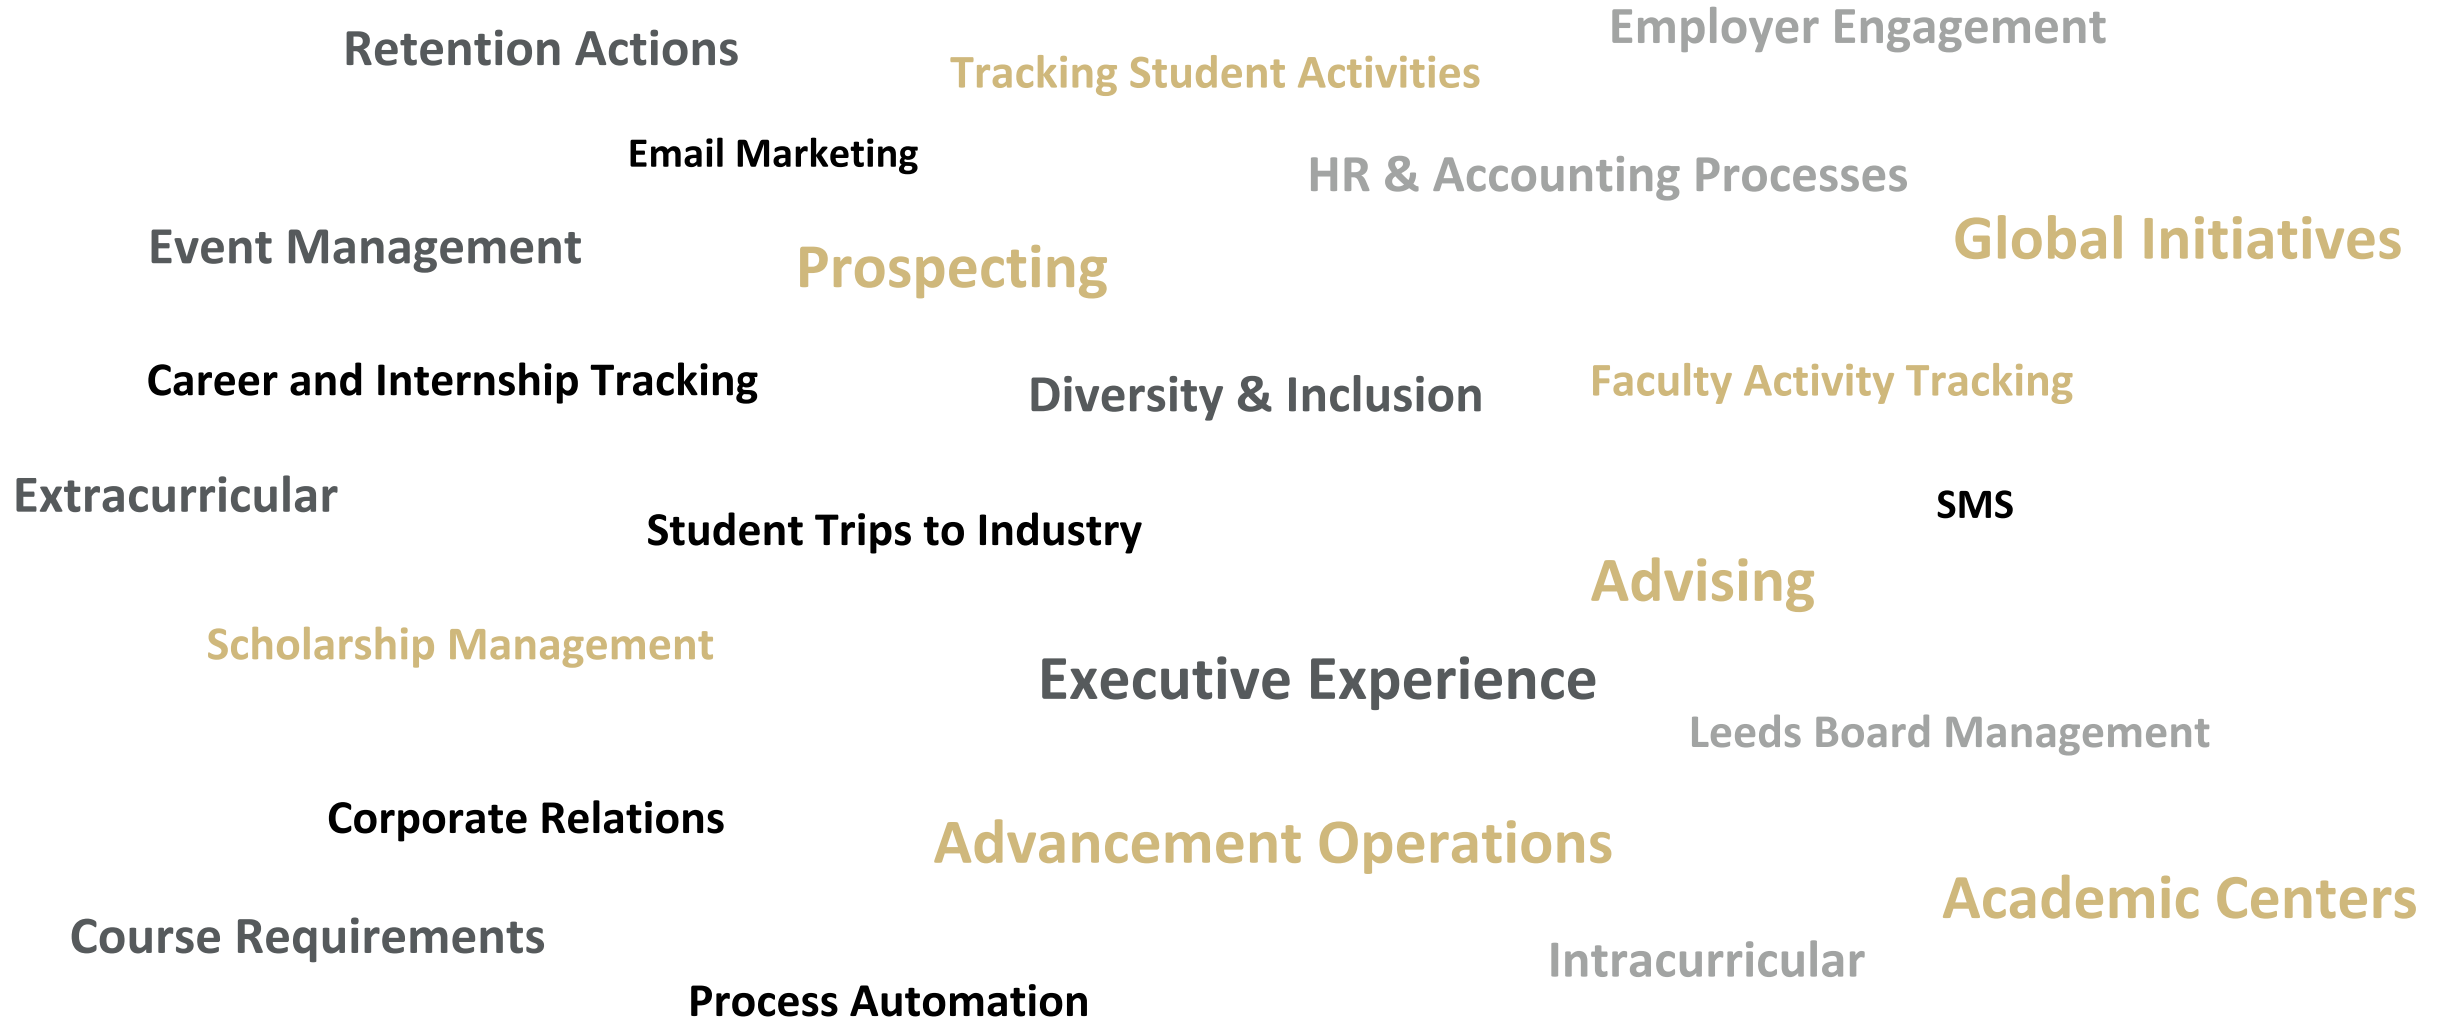 Employer Engagement
Retention Actions
Tracking Student Activities
Email Marketing
HR & Accounting Processes
Global Initiatives
Event Management
Prospecting
Career and Internship Tracking
Diversity & Inclusion
Faculty Activity Tracking
Extracurricular
SMS
Student Trips to Industry
Advising
Scholarship Management
Executive Experience
Leeds Board Management
Corporate Relations
Advancement Operations
Academic Centers
Course Requirements
Intracurricular
Process Automation